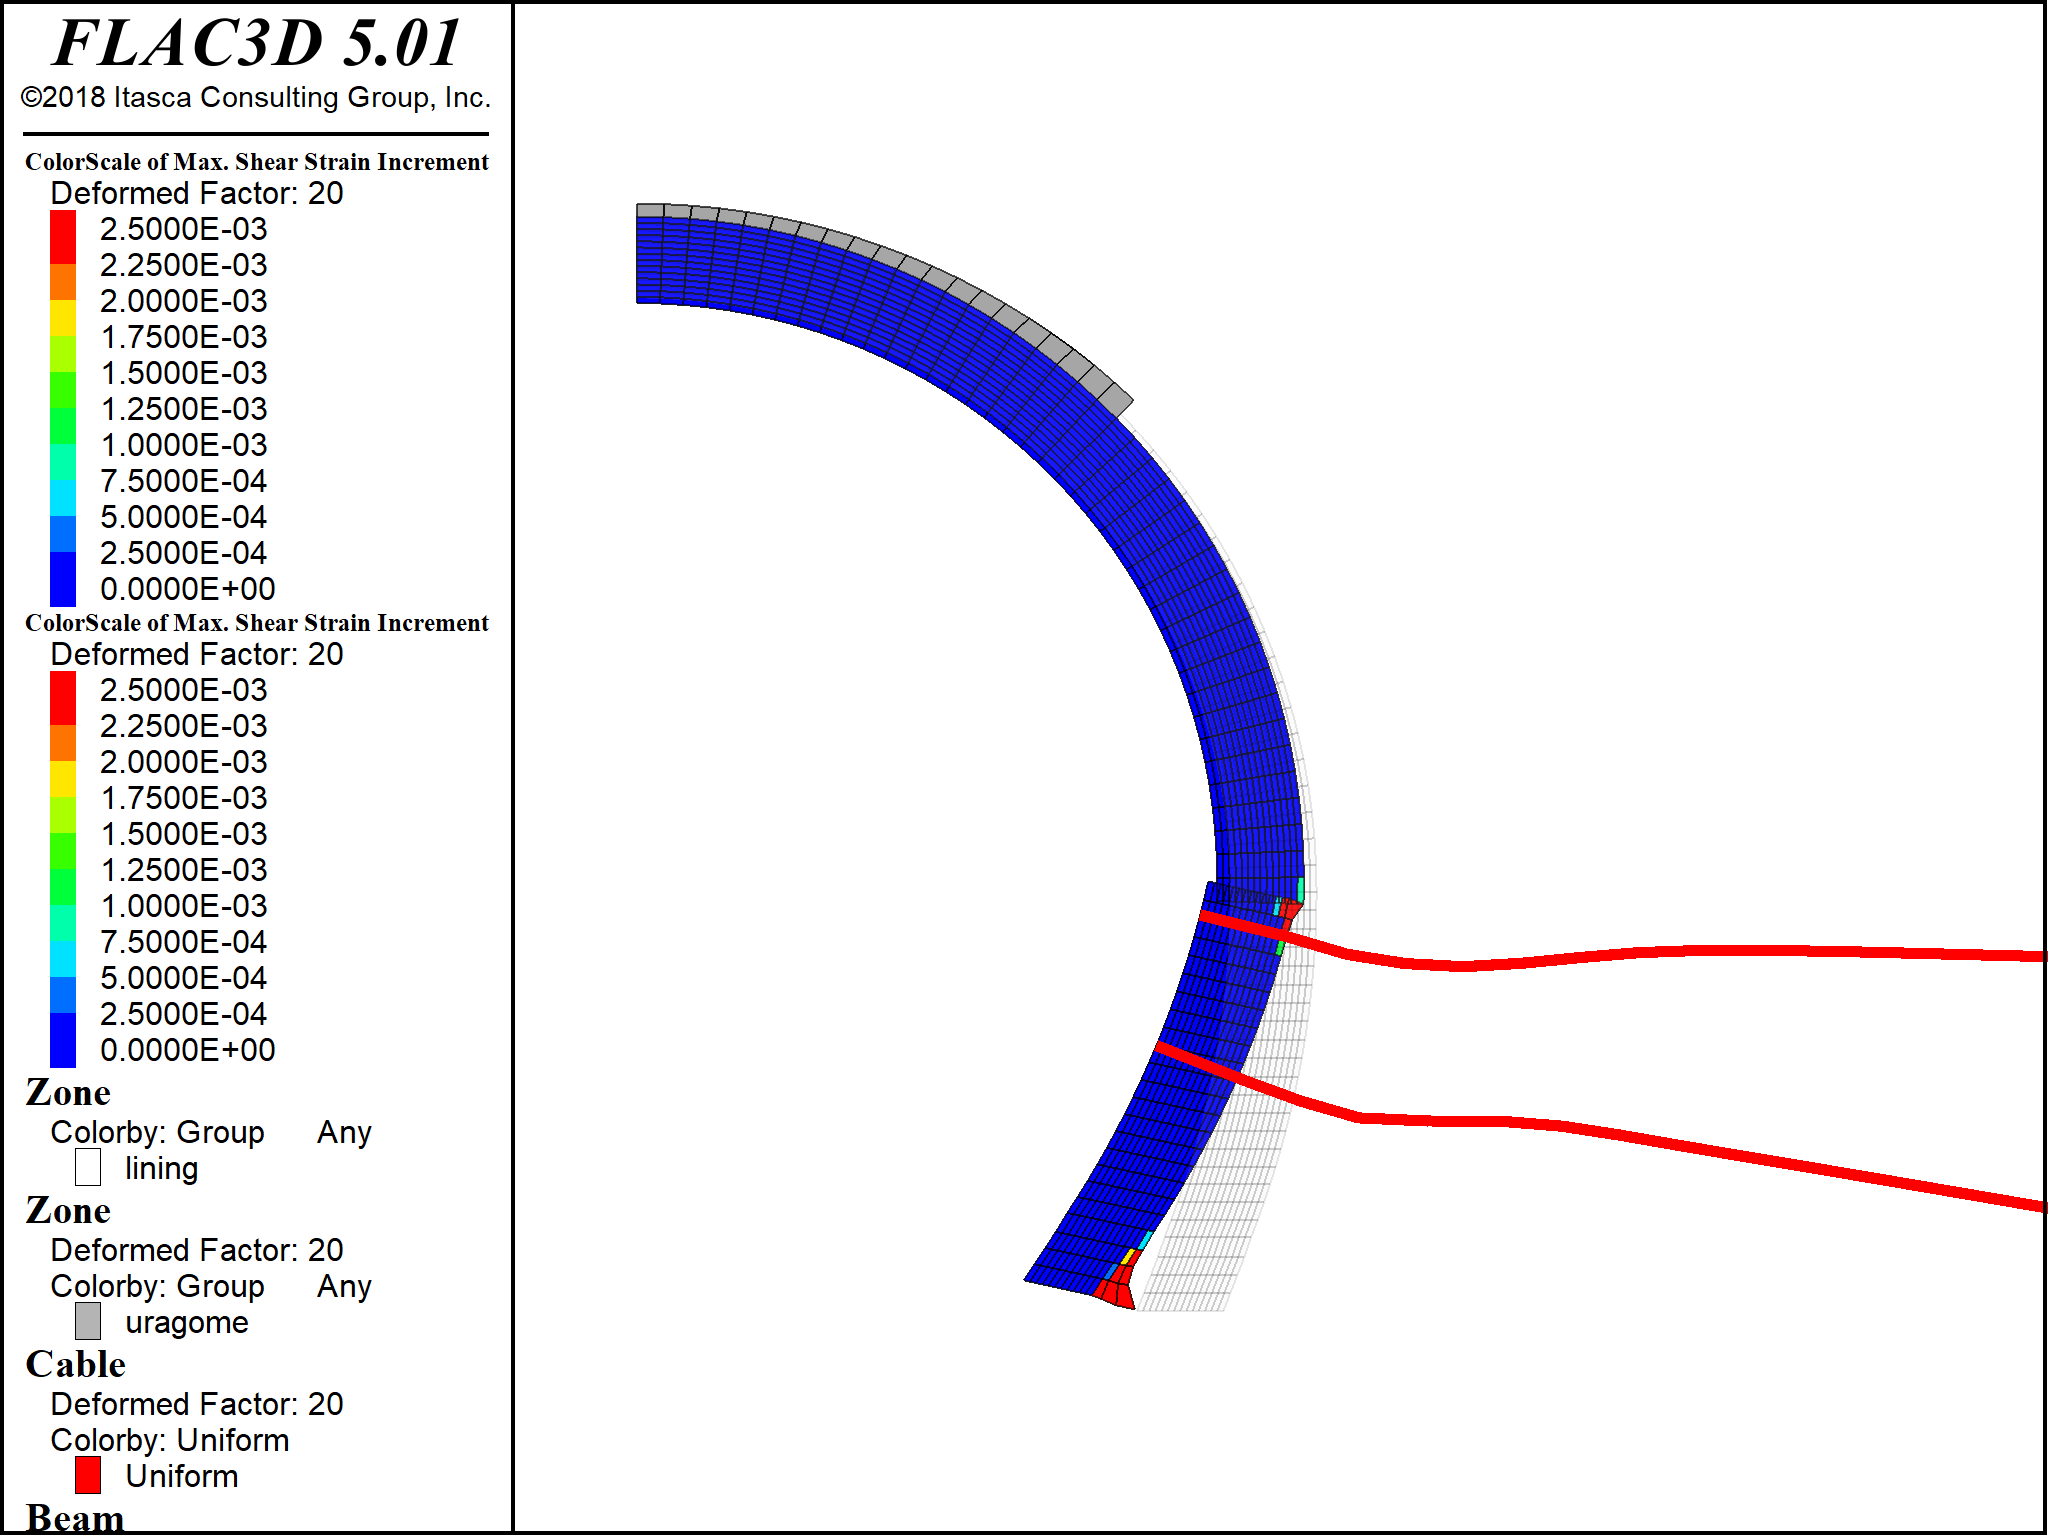 FLAC3D 5.01
©2018 Itasca Consulting Group, Inc.
ColorScale of Max. Shear Strain Increment
Deformed Factor: 20
2.5000E-03
2.2500E-03
2.0000E-03
1.7500E-03
1.5000E-03
1.2500E-03
1.0000E-03
7.5000E-04
5.0000E-04
2.5000E-04
0.0000E+00
ColorScale of Max. Shear Strain Increment
Deformed Factor: 20
2.5000E-03
2.2500E-03
2.0000E-03
1.7500E-03
1.5000E-03
1.2500E-03
1.0000E-03
7.5000E-04
5.0000E-04
2.5000E-04
0.0000E+00
Zone
Colorby: Group Any
lining
Zone
Deformed Factor: 20
Colorby: Group Any
uragome
Cable
Deformed Factor: 20
Colorby: Uniform
Uniform
Beam